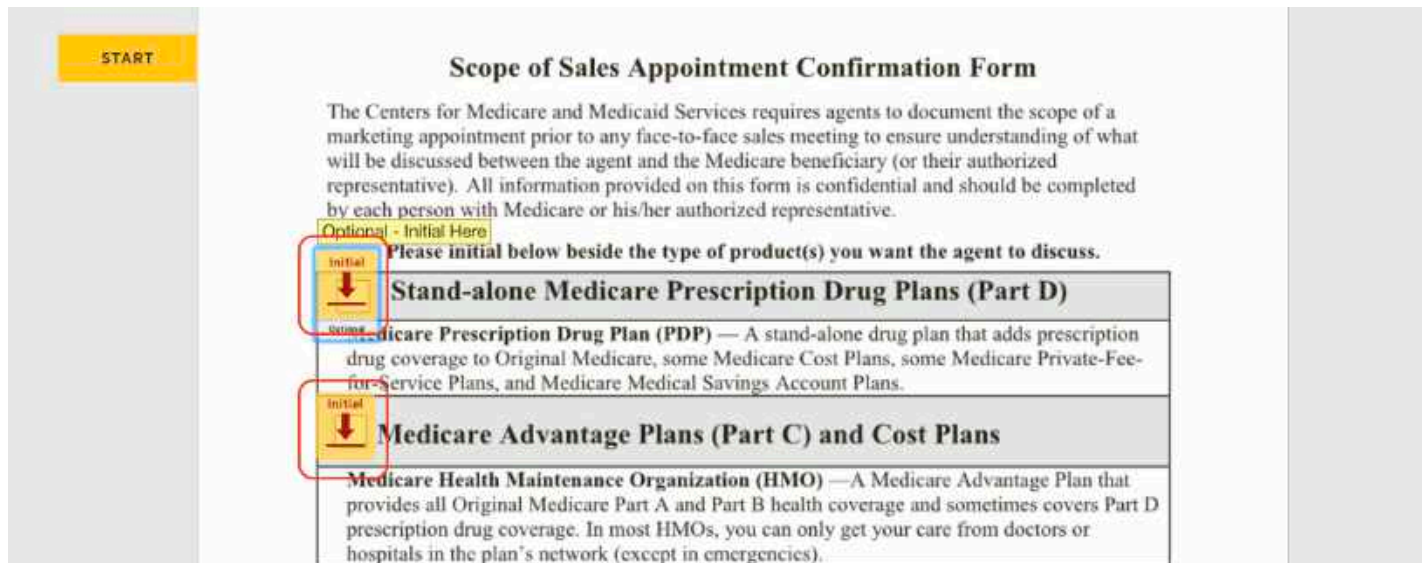 START
Scope of Sales Appointment Confirmation Form
The Centers for Medicare and Medicaid Services requires agents to document the scope of a
marketing appointment prior to any face-to-face sales meeting to ensure understanding of what
will be discussed between the agent and the Medicare beneficiary (or their authorized
representative). All information provided on this form is confidential and should be completed
by each person with Medicare or his/her authorized representative.
Optional - Initial Here
Please initial below beside the type of product(s) you want the agent to discuss.
Initial
Stand-alone Medicare Prescription Drug Plans (Part D)
Optional
Medicare Prescription Drug Plan (PDP) — A stand-alone drug plan that adds prescription
drug coverage to Original Medicare, some Medicare Cost Plans, some Medicare Private-Fee-
for-Service Plans, and Medicare Medical Savings Account Plans.
Initial
Medicare Advantage Plans (Part C) and Cost Plans
Medicare Health Maintenance Organization (HMO) — A Medicare Advantage Plan that
provides all Original Medicare Part A and Part B health coverage and sometimes covers Part D
prescription drug coverage. In most HMOs, you can only get your care from doctors or
hospitals in the plan's network (except in emergencies).